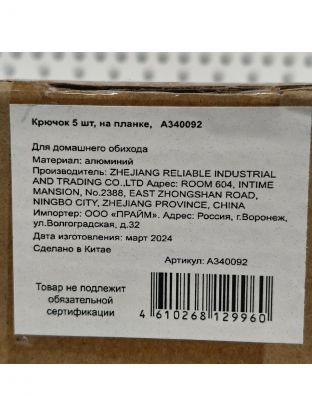 Крючок 5 шт, на планке, А340092
Для домашнего обихода
Материал: алюминий
Производитель: ZHEJIANG RELIABLE INDUSTRIAL
AND TRADING CO.,LTD Адрес: ROOM 604, INTIME
MANSION, No.2388, EAST ZHONGSHAN ROAD,
NINGBO CITY, ZHEJIANG PROVINCE, CHINA
Импортер: ООО «ПРАЙМ». Адрес: Россия, г.Воронеж,
ул.Волгоградская, д.32
Дата изготовления: март 2024
Сделано в Китае
Артикул: А340092
Товар не подлежит
обязательной
сертификации
4 610268 129960